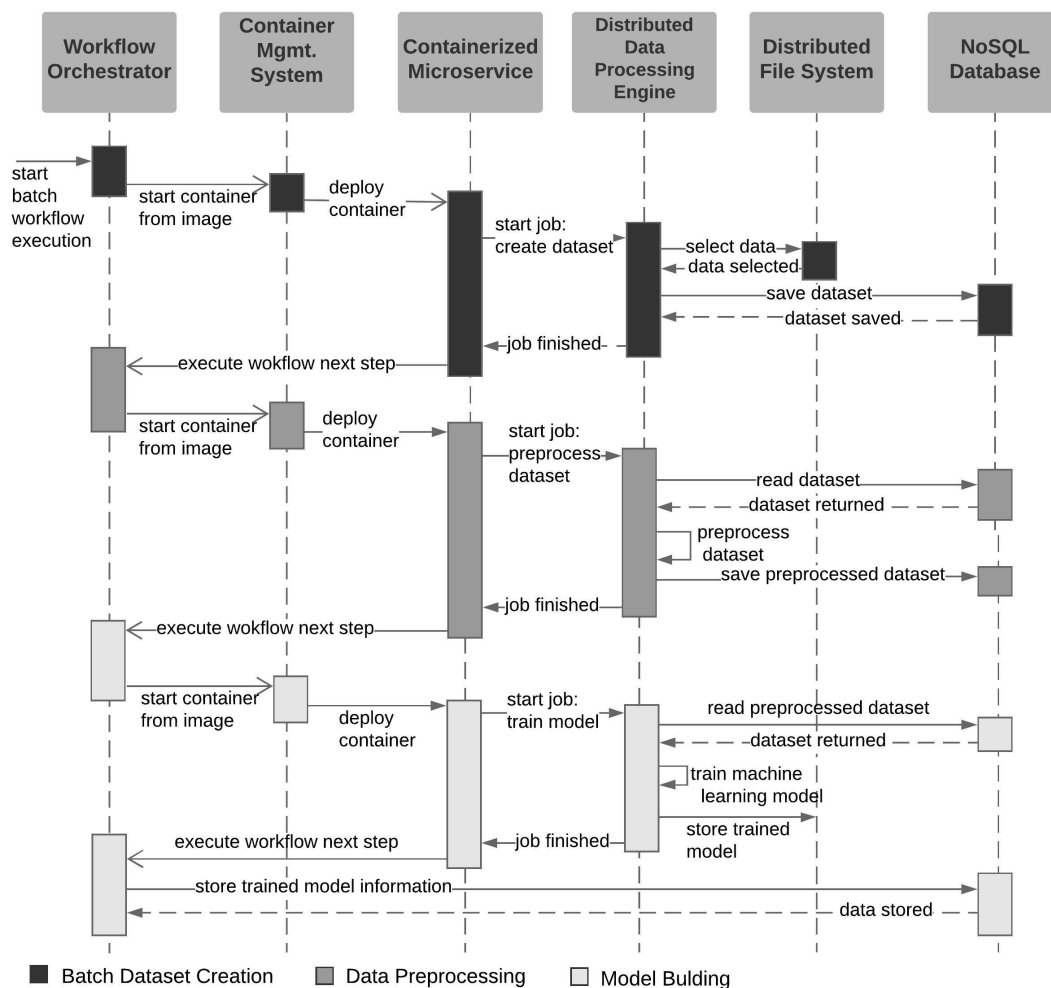 Workflow
Orchestrator
Container
Mgmt.
System
Containerized
Microservice
Distributed
Data
Processing
Engine
Distributed
File System
NoSQL
Database
start
batch
workflow
execution
start container
from image
deploy
container
start job:
create dataset
select data
data selected
save dataset
dataset saved
job finished
execute wokflow next step
start container
from image
deploy
container
start job:
preprocess
dataset
read dataset
dataset returned
preprocess
dataset
save preprocessed dataset
job finished
execute wokflow next step
start container
from image
deploy
container
start job:
train model
read preprocessed dataset
dataset returned
train machine
learning model
store trained
model
job finished
execute workflow next step
store trained model information
data stored
Batch Dataset Creation
Data Preprocessing
Model Bulding